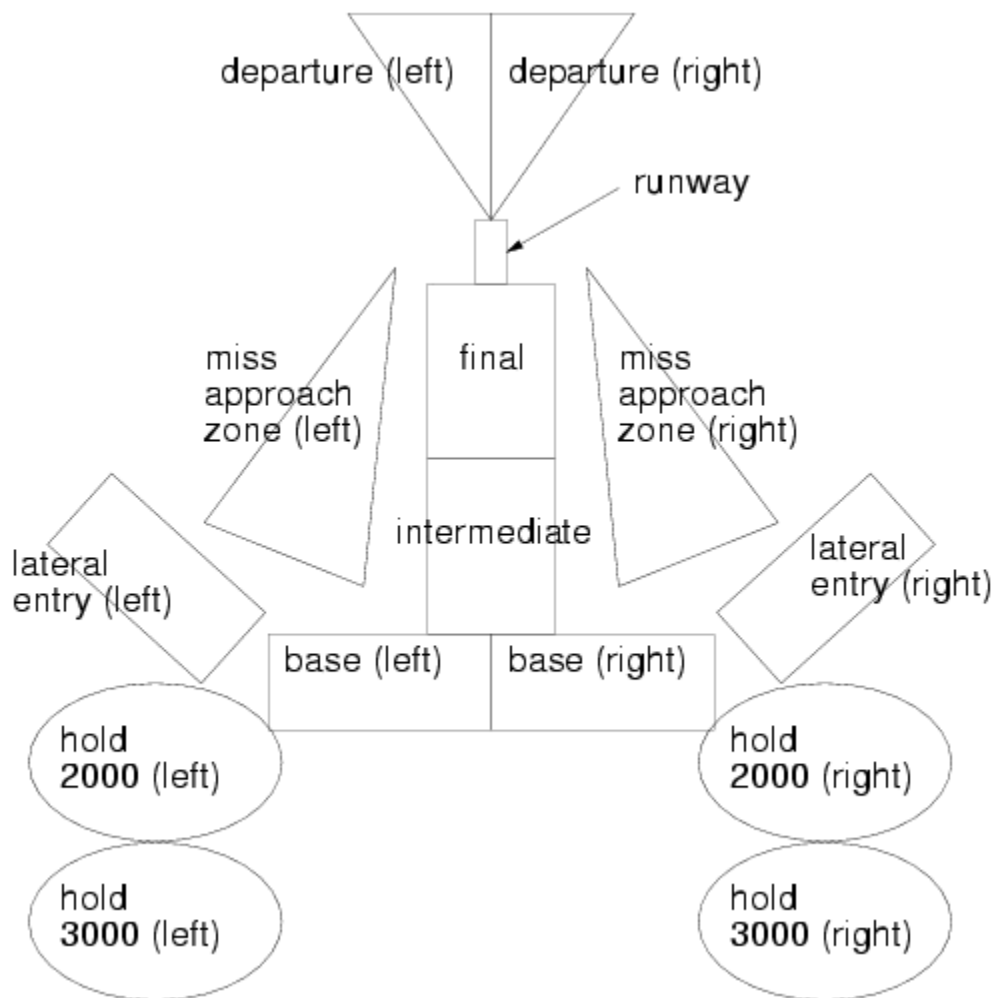 departure (left)
departure (right)
runway
miss
approach
zone (left)
final
miss
approach
zone (right)
intermediate
lateral
entry (left)
lateral
entry (right)
base (left)
base (right)
hold
2000 (left)
hold
2000 (right)
hold
3000 (left)
hold
3000 (right)